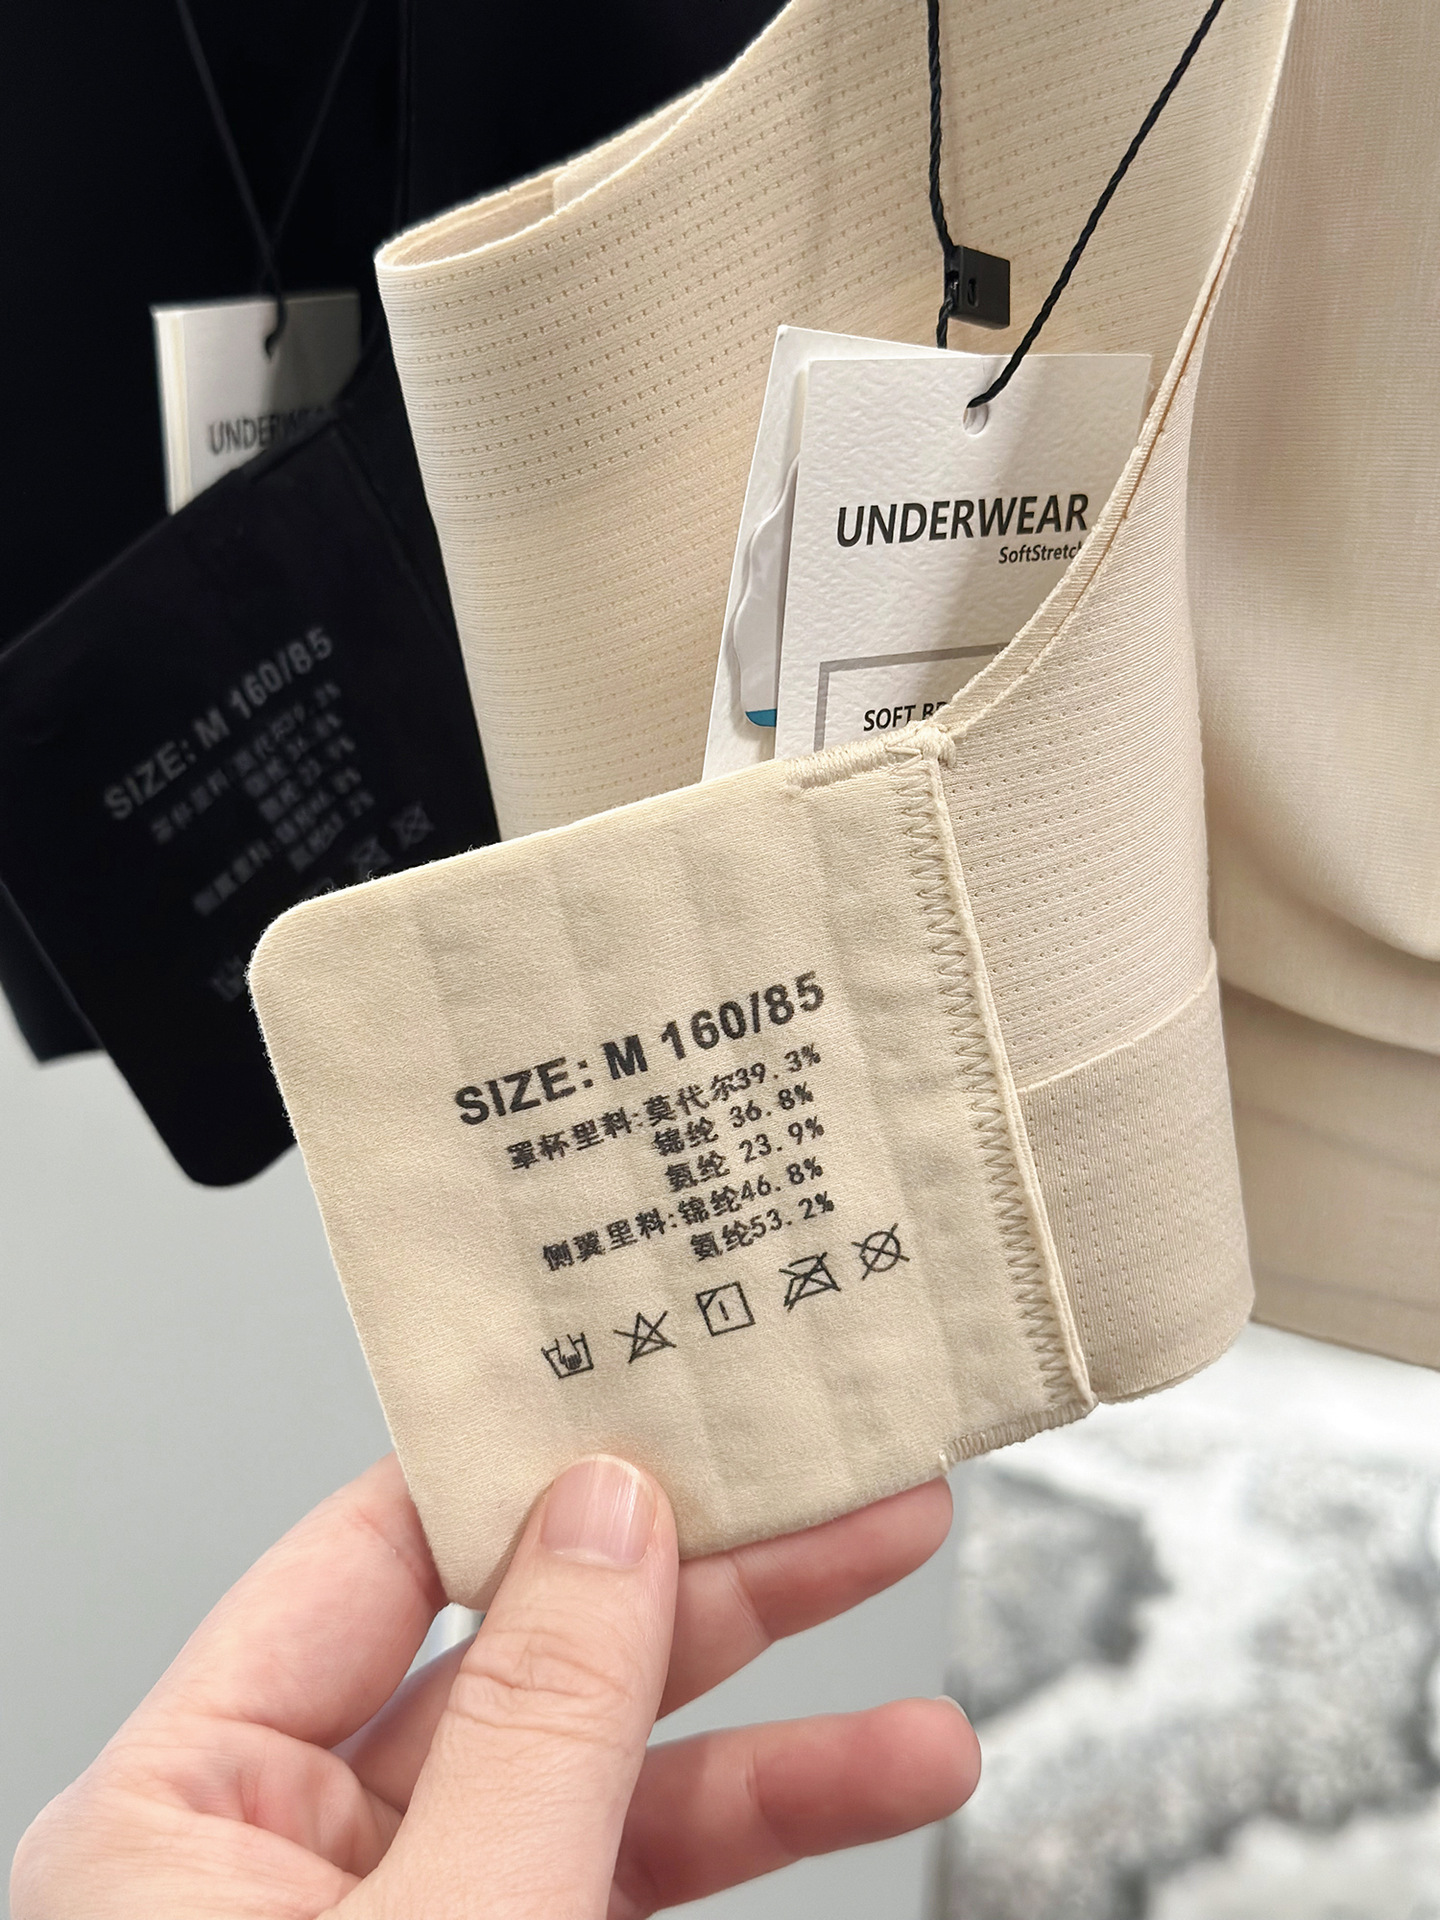 UNDERWEAR
SoftStretch
SOFT
UNDERWEA
SIZE: M 160/85
SIZE: M 160/85
罩杯里料:莫代尔39.3%
锦纶 36.8%
氨纶 23.9%
侧翼里料:锦纶46.8%
氨纶53.2%